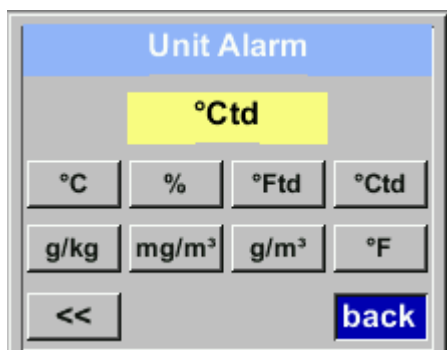 Unit Alarm
°Ctd
°C % °Ftd °Ctd
g/kg mg/m³ g/m³ °F
<< back